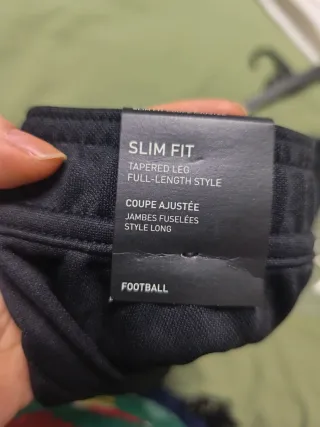 SLIM FIT
TAPERED LEG
FULL-LENGTH STYLE
COUPE AJUSTÉE
JAMBES FUSELÉES
STYLE LONG
FOOTBALL